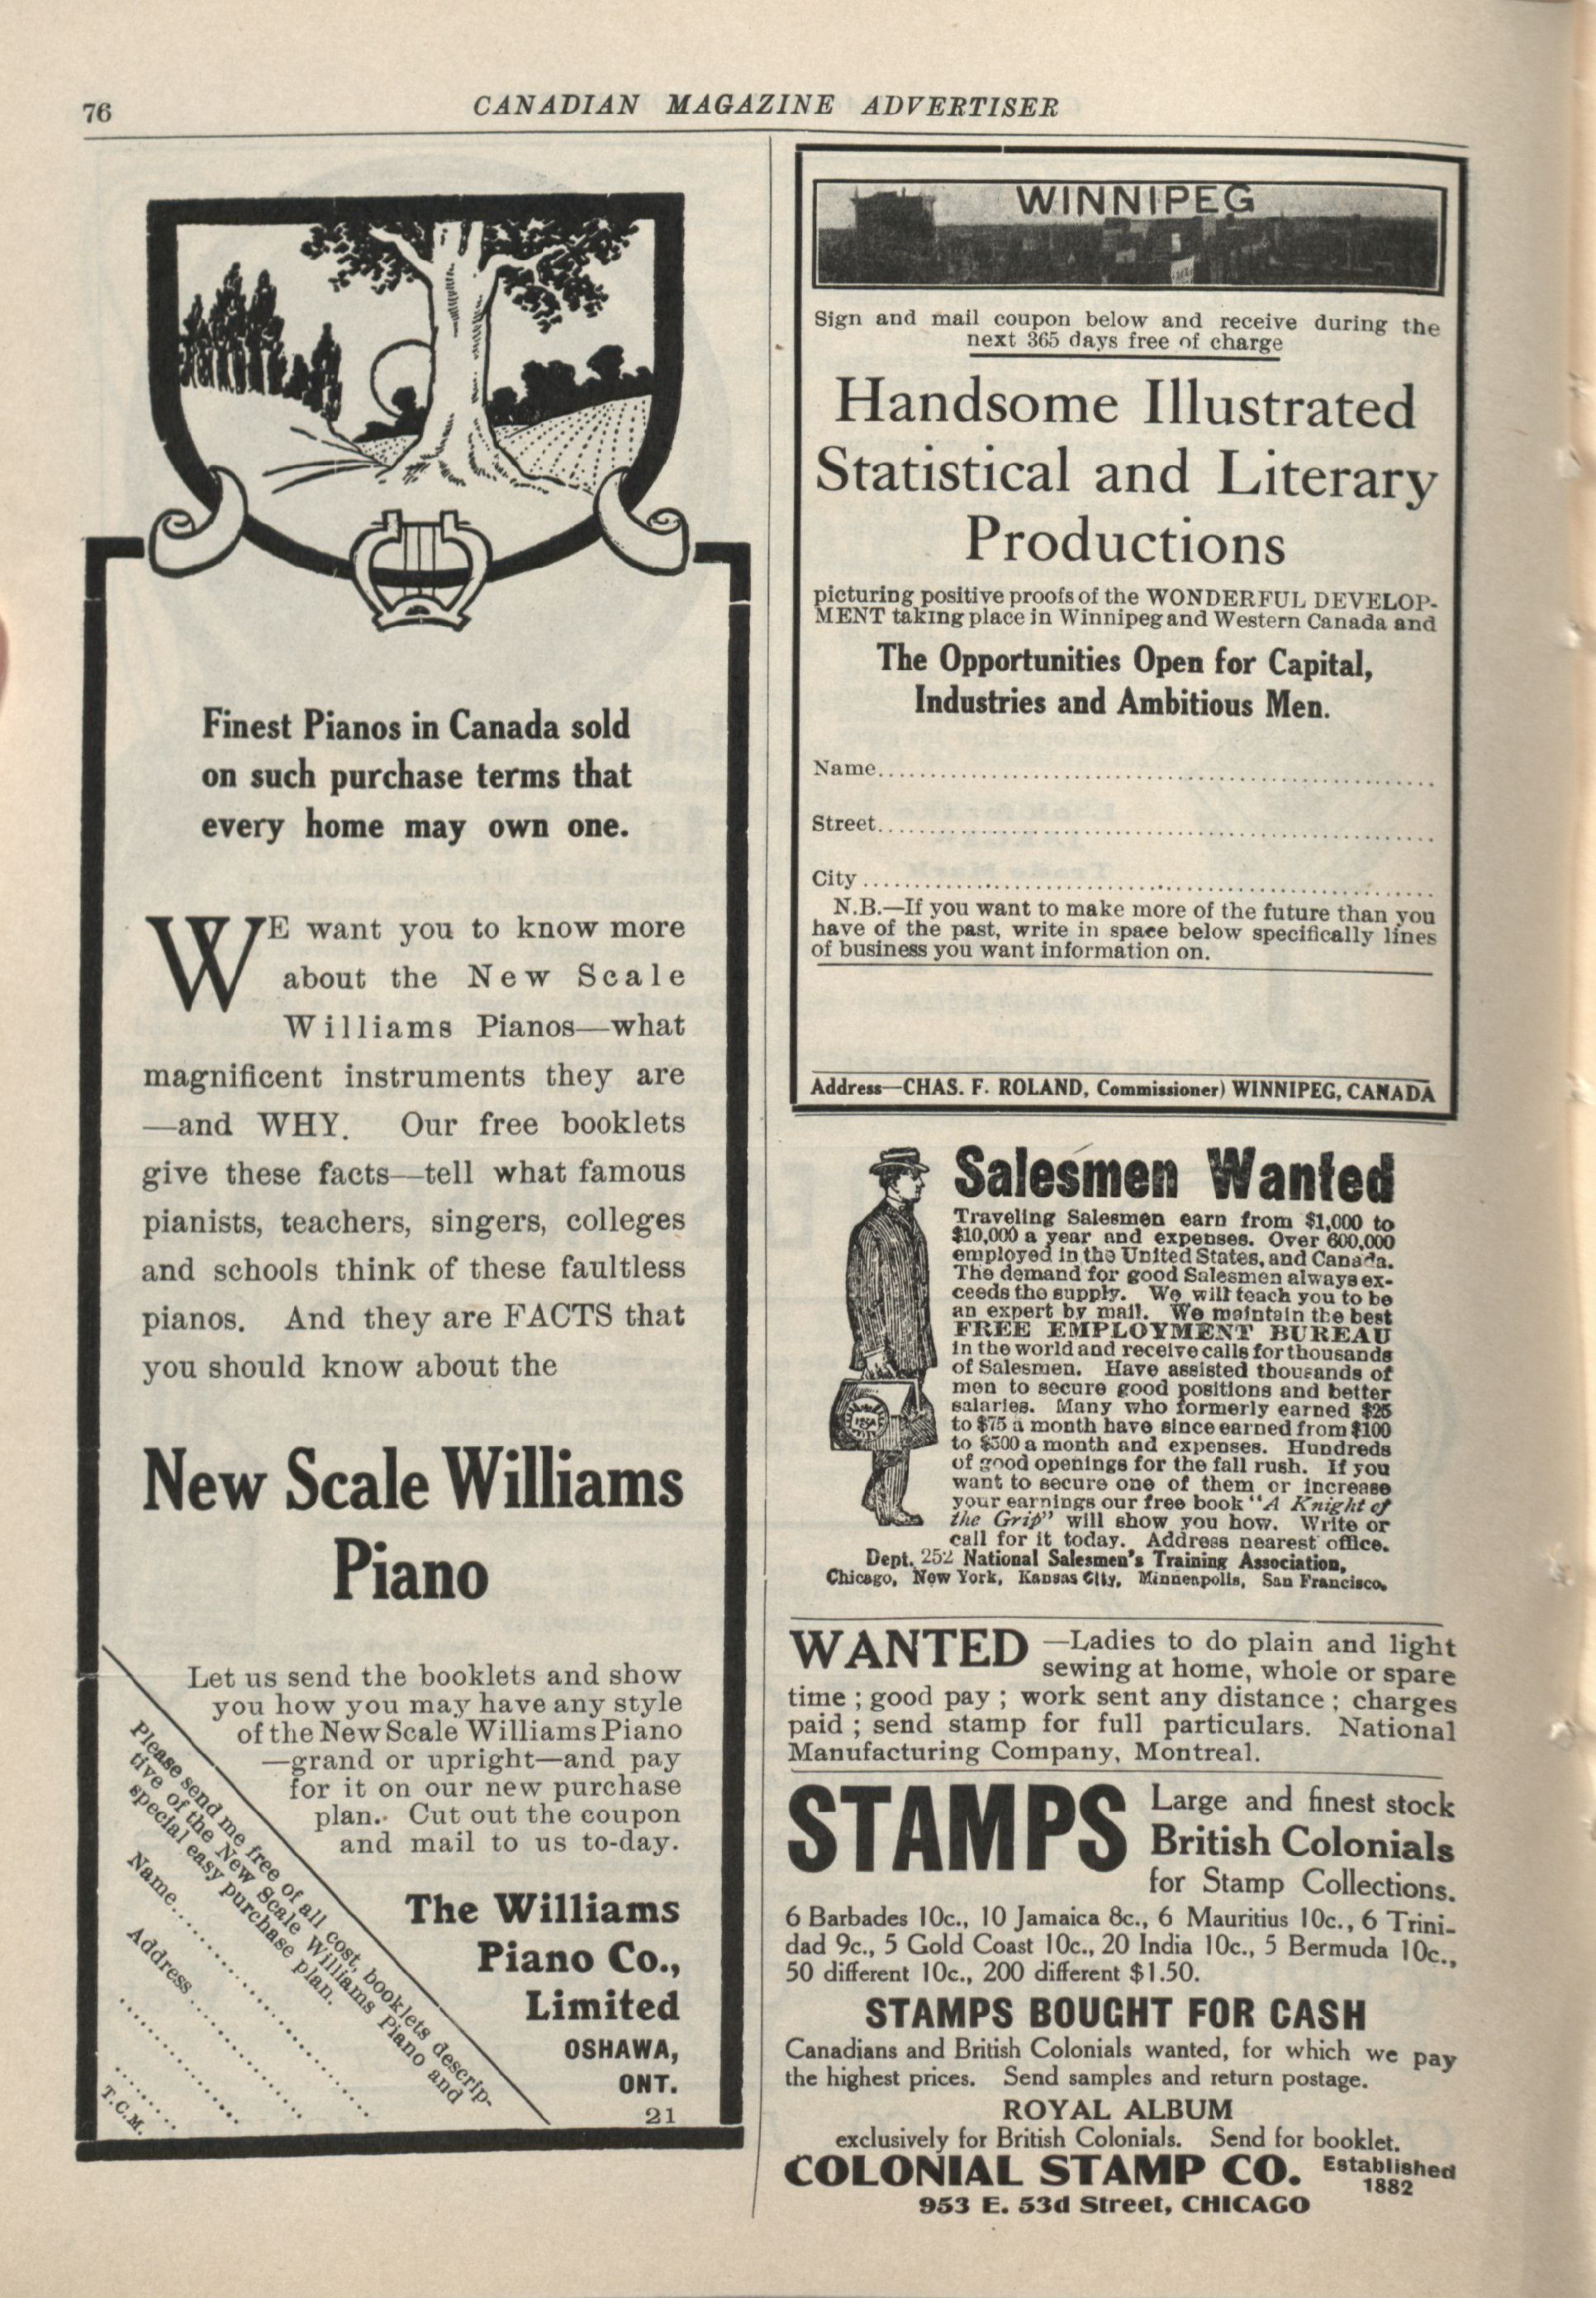 76
CANADIAN MAGAZINE ADVERTISER
Finest Pianos in Canada sold
on such purchase terms that
every home may own one.
WE want you to know more
about the New Scale
Williams Pianos—what
magnificent instruments they are
—and WHY. Our free booklets
give these facts—tell what famous
pianists, teachers, singers, colleges
and schools think of these faultless
pianos. And they are FACTS that
you should know about the
New Scale Williams
Piano
Let us send the booklets and show
you how you may have any style
of the New Scale Williams Piano
—grand or upright—and pay
for it on our new purchase
plan. Cut out the coupon
and mail to us to-day.
Please send me free of all cost, booklets descrip-
tive of the New Scale Williams Piano and
special easy purchase plan.
Name
Address
T.C.M.
The Williams
Piano Co.,
Limited
OSHAWA,
ONT.
21
WINNIPEG
Sign and mail coupon below and receive during the
next 365 days free of charge
Handsome Illustrated
Statistical and Literary
Productions
picturing positive proofs of the WONDERFUL DEVELOP-
MENT taking place in Winnipeg and Western Canada and
The Opportunities Open for Capital,
Industries and Ambitious Men.
Name
Street
City
N.B.—If you want to make more of the future than you
have of the past, write in space below specifically lines
of business you want information on.
Address—CHAS. F. ROLAND, Commissioner) WINNIPEG, CANADA
Salesmen Wanted
Traveling Salesmen earn from $1,000 to
$10,000 a year and expenses. Over 600,000
employed in the United States, and Canada.
The demand for good Salesmen always ex-
ceeds the supply. We will teach you to be
an expert by mail. We maintain the best
FREE EMPLOYMENT BUREAU
in the world and receive calls for thousands
of Salesmen. Have assisted thousands of
men to secure good positions and better
salaries. Many who formerly earned $25
to $75 a month have since earned from $100
to $500 a month and expenses. Hundreds
of good openings for the fall rush. If you
want to secure one of them or increase
your earnings our free book "A Knight of
the Grip" will show you how. Write or
call for it today. Address nearest office.
Dept. 252 National Salesmen's Training Association,
Chicago, New York, Kansas City, Minneapolis, San Francisco.
WANTED —Ladies to do plain and light
sewing at home, whole or spare
time; good pay; work sent any distance; charges
paid; send stamp for full particulars. National
Manufacturing Company, Montreal.
STAMPS Large and finest stock
British Colonials
for Stamp Collections.
6 Barbades 10c., 10 Jamaica 8c., 6 Mauritius 10c., 6 Trini-
dad 9c., 5 Gold Coast 10c., 20 India 10c., 5 Bermuda 10c.,
50 different 10c., 200 different $1.50.
STAMPS BOUGHT FOR CASH
Canadians and British Colonials wanted, for which we pay
the highest prices. Send samples and return postage.
ROYAL ALBUM
exclusively for British Colonials. Send for booklet.
COLONIAL STAMP CO. Established
1882
953 E. 53d Street, CHICAGO